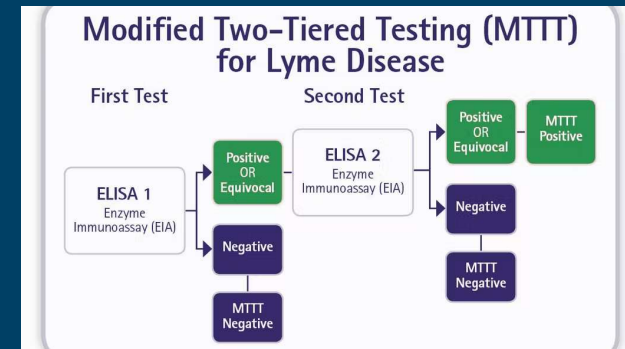 Modified Two-Tiered Testing (MTTT)
for Lyme Disease
First Test
Second Test
ELISA 1
Enzyme
Immunoassay (EIA)
Positive
OR
Equivocal
Negative
MTTT
Negative
ELISA 2
Enzyme
Immunoassay (EIA)
Positive
OR
Equivocal
MTTT
Positive
Negative
MTTT
Negative